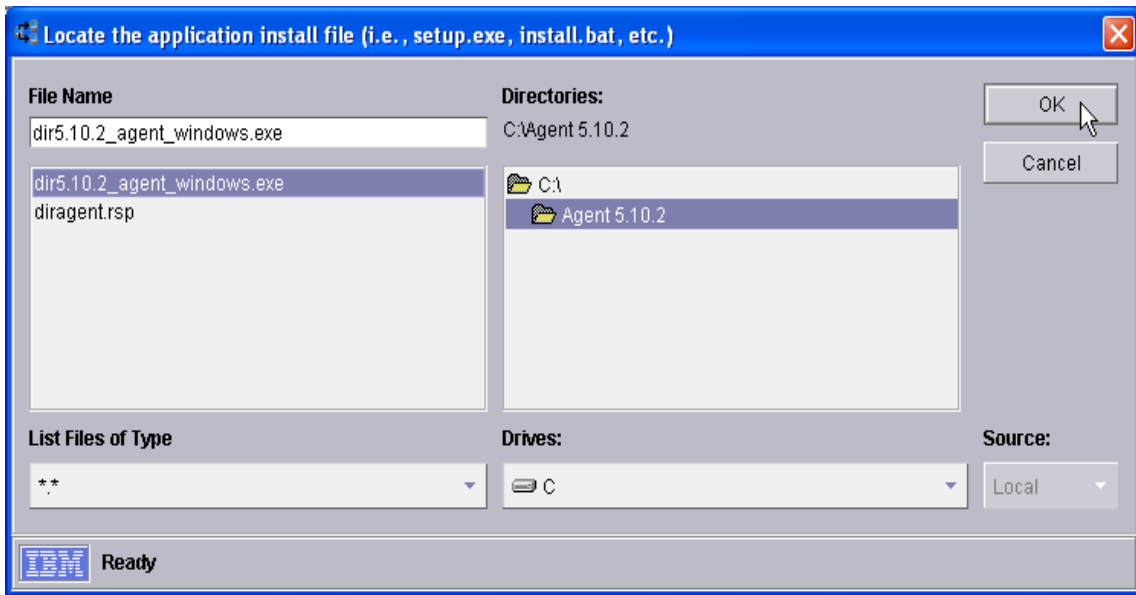 Locate the application install file (i.e., setup.exe, install.bat, etc.)
File Name
dir5.10.2_agent_windows.exe
dir5.10.2_agent_windows.exe
diragent.rsp
Directories:
C:\Agent 5.10.2
C:\
Agent 5.10.2
OK
Cancel
List Files of Type
*.*
Drives:
C
Source:
Local
IBM
Ready